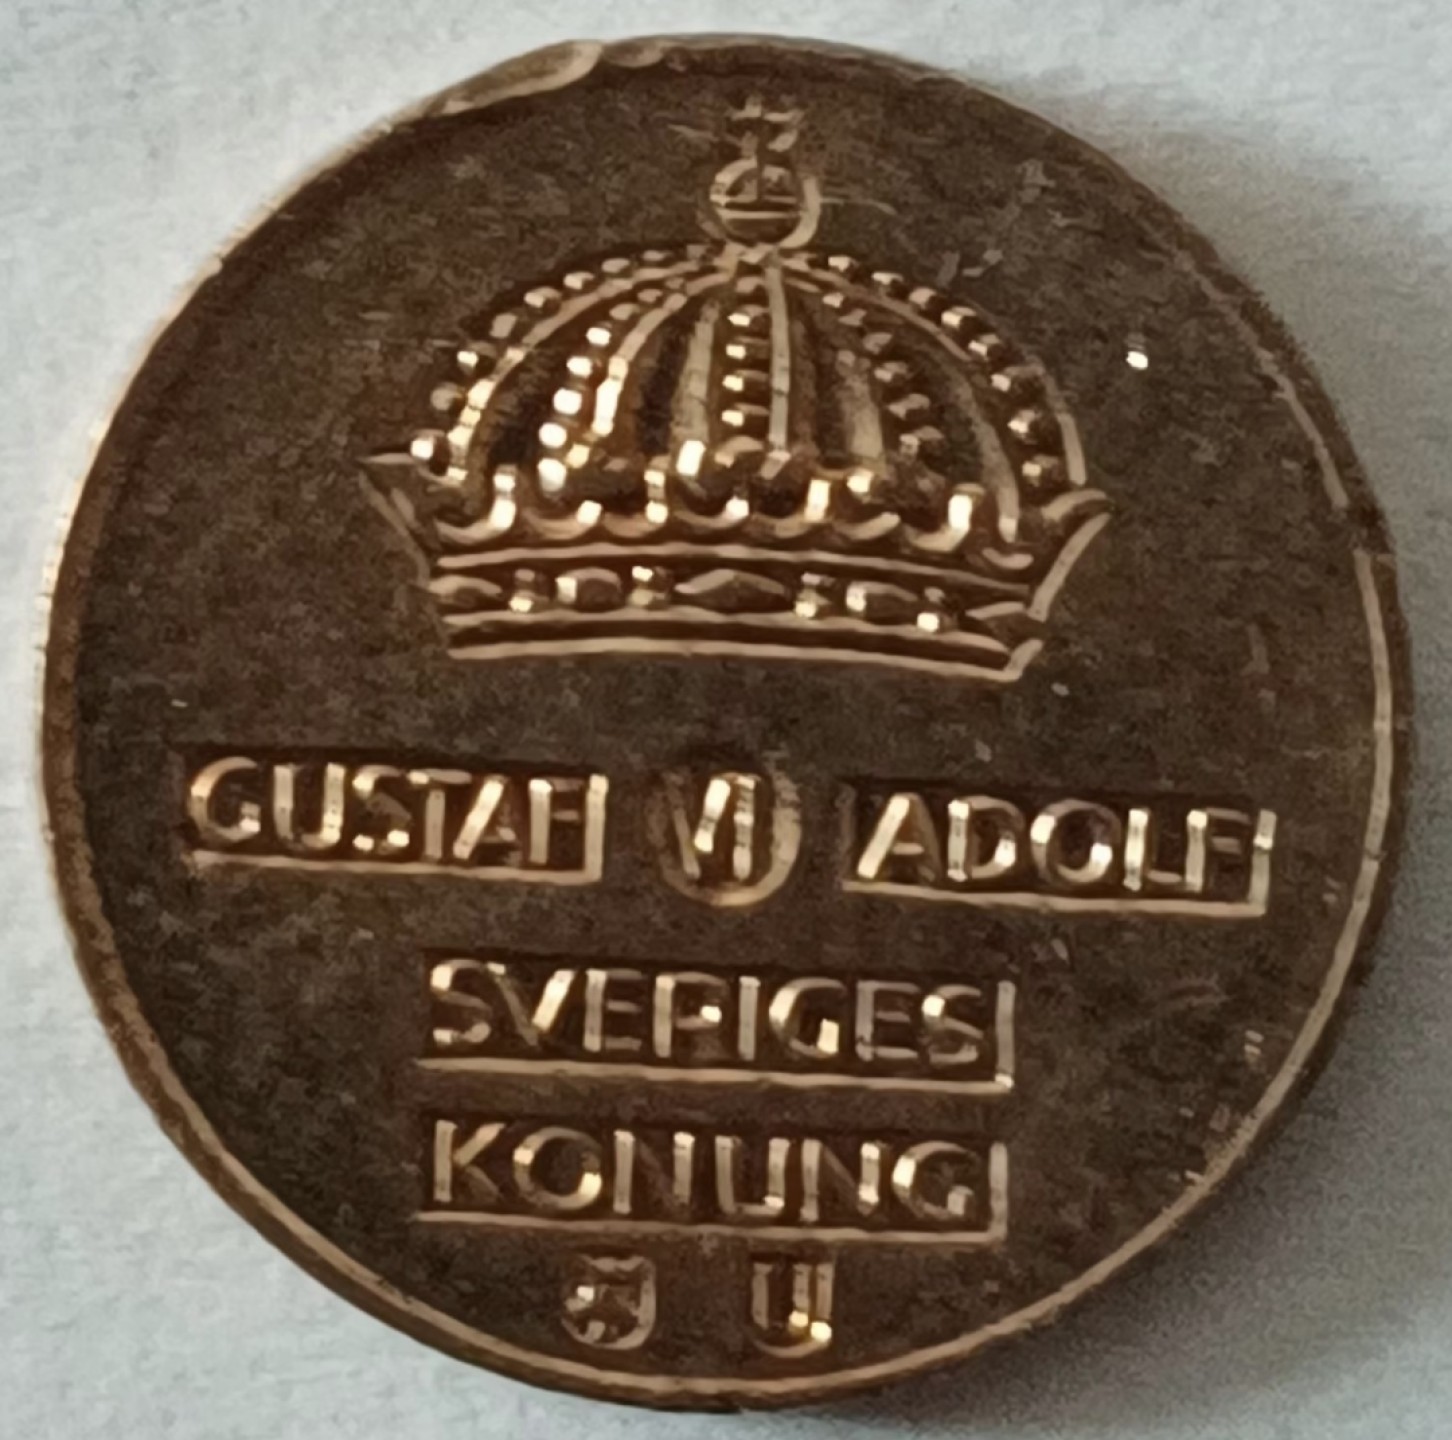 GUSTAF VI ADOLF
SVERIGES
KONUNG
U